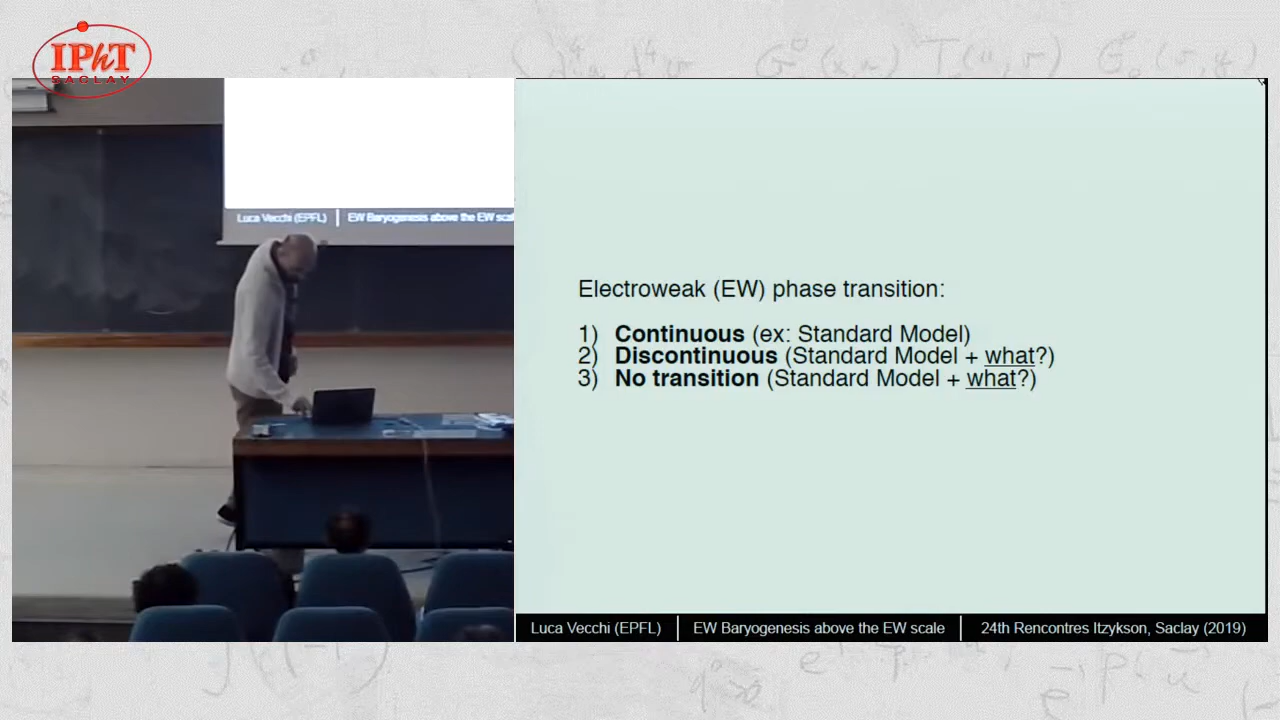 IPhT
SACLAY
Luca Vecchi (EPFL) | EW Baryogenesis above the EW scal
Electroweak (EW) phase transition:
1) Continuous (ex: Standard Model)
2) Discontinuous (Standard Model + what?)
3) No transition (Standard Model + what?)
Luca Vecchi (EPFL) | EW Baryogenesis above the EW scale | 24th Rencontres Itzykson, Saclay (2019)